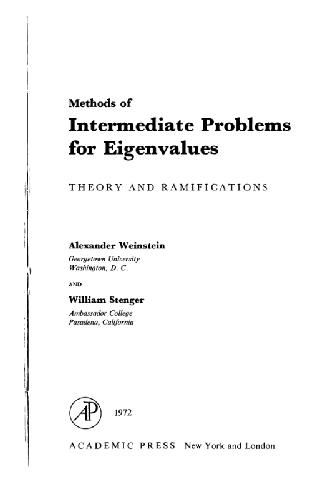 Methods of
Intermediate Problems
for Eigenvalues
THEORY AND RAMIFICATIONS
Alexander Weinstein
Georgetown University
Washington, D. C.
AND
William Stenger
Ambassador College
Pasadena, California
AP 1972
ACADEMIC PRESS New York and London